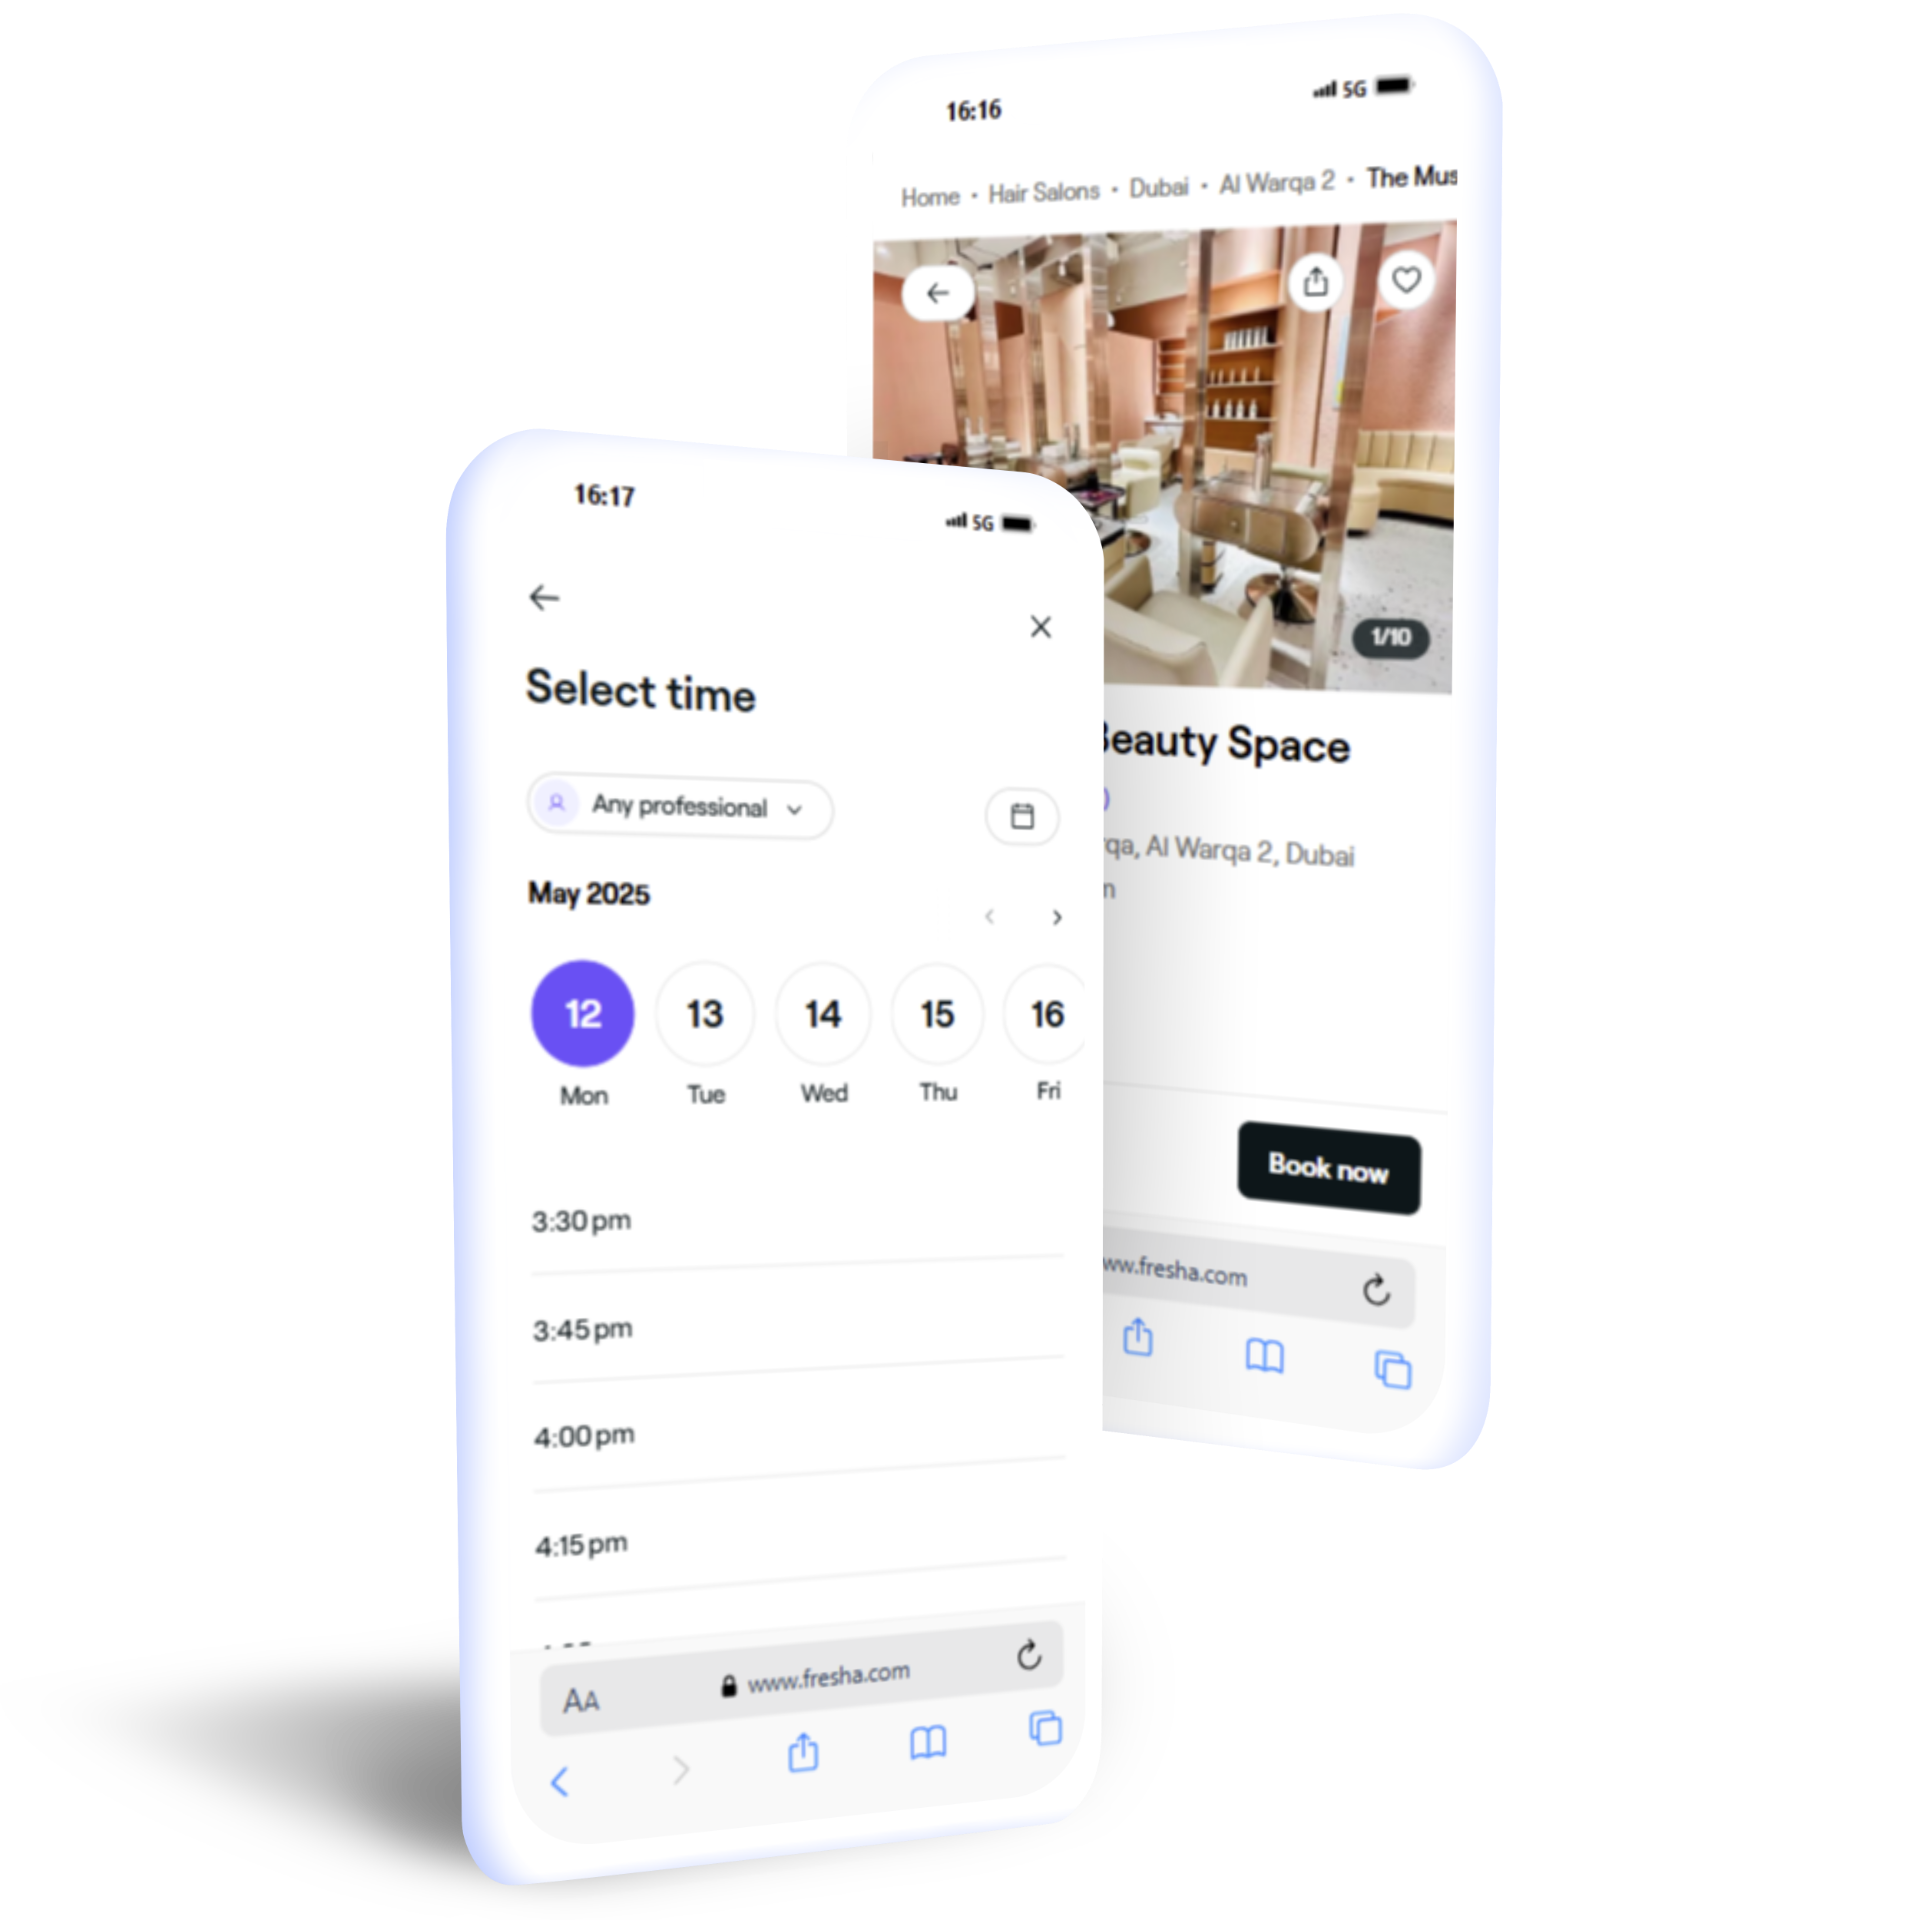 16:16
5G
Home • Hair Salons • Dubai • Al Warqa 2 • The Mus
1/10
Beauty Space
rqa, Al Warqa 2, Dubai
Book now
ww.fresha.com
16:17
5G
Select time
Any professional
May 2025
12 13 14 15 16
Mon Tue Wed Thu Fri
3:30 pm
3:45 pm
4:00 pm
4:15 pm
AA www.fresha.com